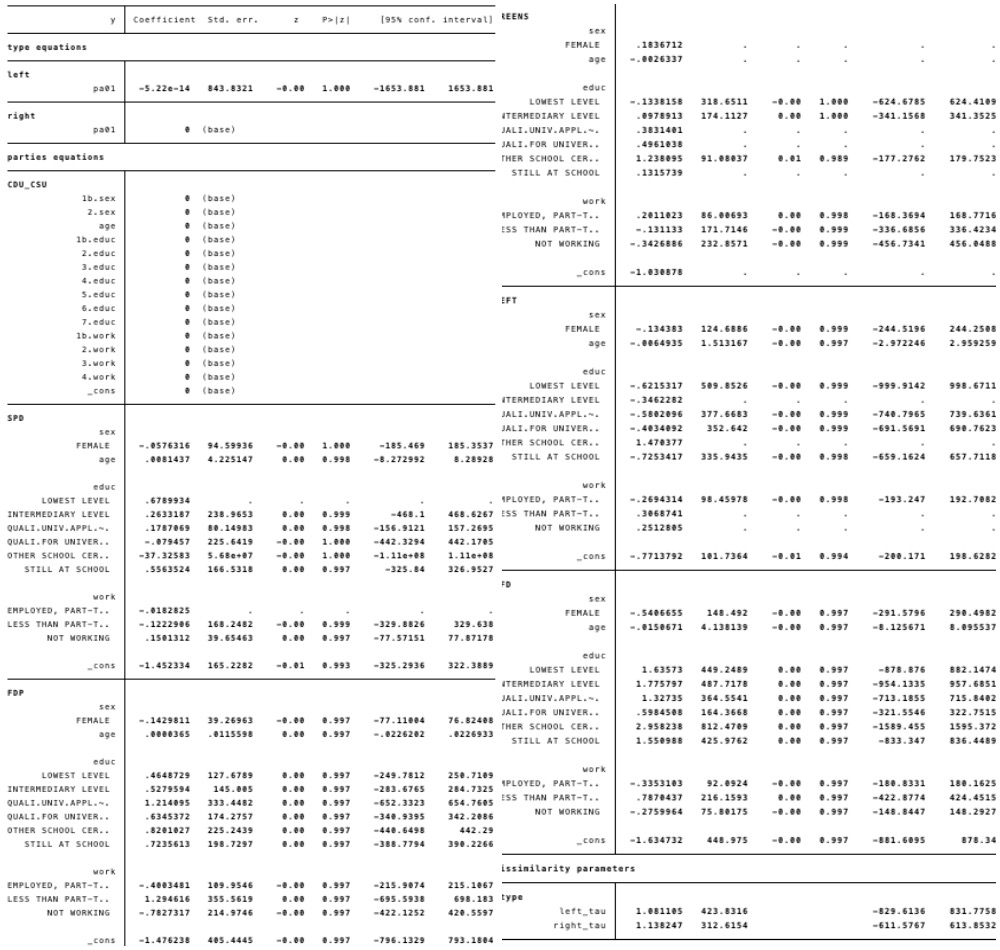 y Coefficient Std. err. z P>|z| [95% conf. interval]
type equations
left
pa01 -5.22e-14 843.8321 -0.00 1.000 -1653.881 1653.881
right
pa01 0 (base)
parties equations
CDU_CSU
1b.sex 0 (base)
2.sex 0 (base)
age 0 (base)
1b.educ 0 (base)
2.educ 0 (base)
3.educ 0 (base)
4.educ 0 (base)
5.educ 0 (base)
6.educ 0 (base)
7.educ 0 (base)
1b.work 0 (base)
2.work 0 (base)
3.work 0 (base)
4.work 0 (base)
_cons 0 (base)
SPD
sex
FEMALE -.0576316 94.59936 -0.00 1.000 -185.469 185.3537
age .0081437 4.225147 0.00 0.998 -8.272992 8.28928
educ
LOWEST LEVEL .6789934 . . . . .
INTERMEDIARY LEVEL .2633187 238.9653 0.00 0.999 -468.1 468.6267
QUALI.UNIV.APPL.~. .1787069 80.14983 0.00 0.998 -156.9121 157.2695
QUALI.FOR UNIVER.. -.079457 225.6419 -0.00 1.000 -442.3294 442.1705
OTHER SCHOOL CER.. -37.32583 5.68e+07 -0.00 1.000 -1.11e+08 1.11e+08
STILL AT SCHOOL .5563524 166.5318 0.00 0.997 -325.84 326.9527
work
EMPLOYED, PART-T.. -.0182825 . . . . .
LESS THAN PART-T.. -.1222906 168.2482 -0.00 0.999 -329.8826 329.638
NOT WORKING .1501312 39.65463 0.00 0.997 -77.57151 77.87178
_cons -1.452334 165.2282 -0.01 0.993 -325.2936 322.3889
FDP
sex
FEMALE -.1429811 39.26963 -0.00 0.997 -77.11004 76.82408
age .0000365 .0115598 0.00 0.997 -.0226202 .0226933
educ
LOWEST LEVEL .4648729 127.6789 0.00 0.997 -249.7812 250.7109
INTERMEDIARY LEVEL .5279594 145.005 0.00 0.997 -283.6765 284.7325
QUALI.UNIV.APPL.~. 1.214095 333.4482 0.00 0.997 -652.3323 654.7605
QUALI.FOR UNIVER.. .6345372 174.2757 0.00 0.997 -340.9395 342.2086
OTHER SCHOOL CER.. .8201027 225.2439 0.00 0.997 -440.6498 442.29
STILL AT SCHOOL .7235613 198.7297 0.00 0.997 -388.7794 390.2266
work
EMPLOYED, PART-T.. -.4003481 109.9546 -0.00 0.997 -215.9074 215.1067
LESS THAN PART-T.. 1.294616 355.5619 0.00 0.997 -695.5938 698.183
NOT WORKING -.7827317 214.9746 -0.00 0.997 -422.1252 420.5597
_cons -1.476238 405.4445 -0.00 0.997 -796.1329 793.1804
REENS
sex
FEMALE .1836712 . . . . .
age -.0026337 . . . . .
educ
LOWEST LEVEL -.1338158 318.6511 -0.00 1.000 -624.6785 624.4109
NTERMEDIARY LEVEL .0978913 174.1127 0.00 1.000 -341.1568 341.3525
UALI.UNIV.APPL.~. .3831401 . . . . .
UALI.FOR UNIVER.. .4961038 . . . . .
THER SCHOOL CER.. 1.238095 91.08037 0.01 0.989 -177.2762 179.7523
STILL AT SCHOOL .1315739 . . . . .
work
MPLOYED, PART-T.. .2011023 86.00693 0.00 0.998 -168.3694 168.7716
ESS THAN PART-T.. -.131133 171.7146 -0.00 0.999 -336.6856 336.4234
NOT WORKING -.3426886 232.8571 -0.00 0.999 -456.7341 456.0488
_cons -1.030878 . . . . .
EFT
sex
FEMALE -.134383 124.6886 -0.00 0.999 -244.5196 244.2508
age -.0064935 1.513167 -0.00 0.997 -2.972246 2.959259
educ
LOWEST LEVEL -.6215317 509.8526 -0.00 0.999 -999.9142 998.6711
NTERMEDIARY LEVEL -.3462282 . . . . .
UALI.UNIV.APPL.~. -.5802096 377.6683 -0.00 0.999 -740.7965 739.6361
UALI.FOR UNIVER.. -.4034092 352.642 -0.00 0.999 -691.5691 690.7623
THER SCHOOL CER.. 1.470377 . . . . .
STILL AT SCHOOL -.7253417 335.9435 -0.00 0.998 -659.1624 657.7118
work
MPLOYED, PART-T.. -.2694314 98.45978 -0.00 0.998 -193.247 192.7082
ESS THAN PART-T.. .3068741 . . . . .
NOT WORKING .2512805 . . . . .
_cons -.7713792 101.7364 -0.01 0.994 -200.171 198.6282
FD
sex
FEMALE -.5406655 148.492 -0.00 0.997 -291.5796 290.4982
age -.0150671 4.138139 -0.00 0.997 -8.125671 8.095537
educ
LOWEST LEVEL 1.63573 449.2489 0.00 0.997 -878.876 882.1474
NTERMEDIARY LEVEL 1.775797 487.7178 0.00 0.997 -954.1335 957.6851
UALI.UNIV.APPL.~. 1.32735 364.5541 0.00 0.997 -713.1855 715.8402
UALI.FOR UNIVER.. .5984508 164.3668 0.00 0.997 -321.5546 322.7515
THER SCHOOL CER.. 2.958238 812.4709 0.00 0.997 -1589.455 1595.372
STILL AT SCHOOL 1.550988 425.9762 0.00 0.997 -833.347 836.4489
work
MPLOYED, PART-T.. -.3353103 92.0924 -0.00 0.997 -180.8331 180.1625
ESS THAN PART-T.. .7870437 216.1593 0.00 0.997 -422.8774 424.4515
NOT WORKING -.2759964 75.80175 -0.00 0.997 -148.8447 148.2927
_cons -1.634732 448.975 -0.00 0.997 -881.6095 878.34
issimilarity parameters
type
left_tau 1.081105 423.8316 -829.6136 831.7758
right_tau 1.138247 312.6154 -611.5767 613.8532